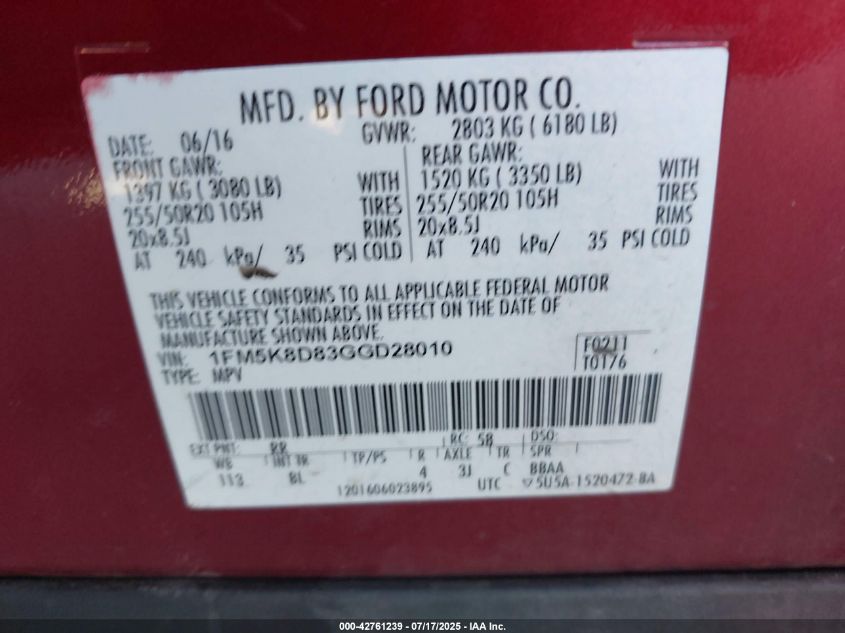 MFD. BY FORD MOTOR CO.
DATE: 06/16 GVWR: 2803 KG ( 6180 LB)
FRONT GAWR: REAR GAWR:
1397 KG ( 3080 LB) WITH 1520 KG ( 3350 LB) WITH
255/50R20 105H TIRES 255/50R20 105H TIRES
20x8.5J RIMS 20x8.5J RIMS
AT 240 kPa/ 35 PSI COLD AT 240 kPa/ 35 PSI COLD
THIS VEHICLE CONFORMS TO ALL APPLICABLE FEDERAL MOTOR
VEHICLE SAFETY STANDARDS IN EFFECT ON THE DATE OF
MANUFACTURE SHOWN ABOVE.
VIN: 1FM5K8D83GGD28010 F0211
TYPE: MPV T0176
EXT PNT: RR RC: 58 DSO:
WB INT TR TP/PS R AXLE TR SPR
113 BL 4 3J C BBAA
1201606023895 UTC ▽5U5A-1520472-BA
000-42761239 - 07/17/2025 - IAA Inc.